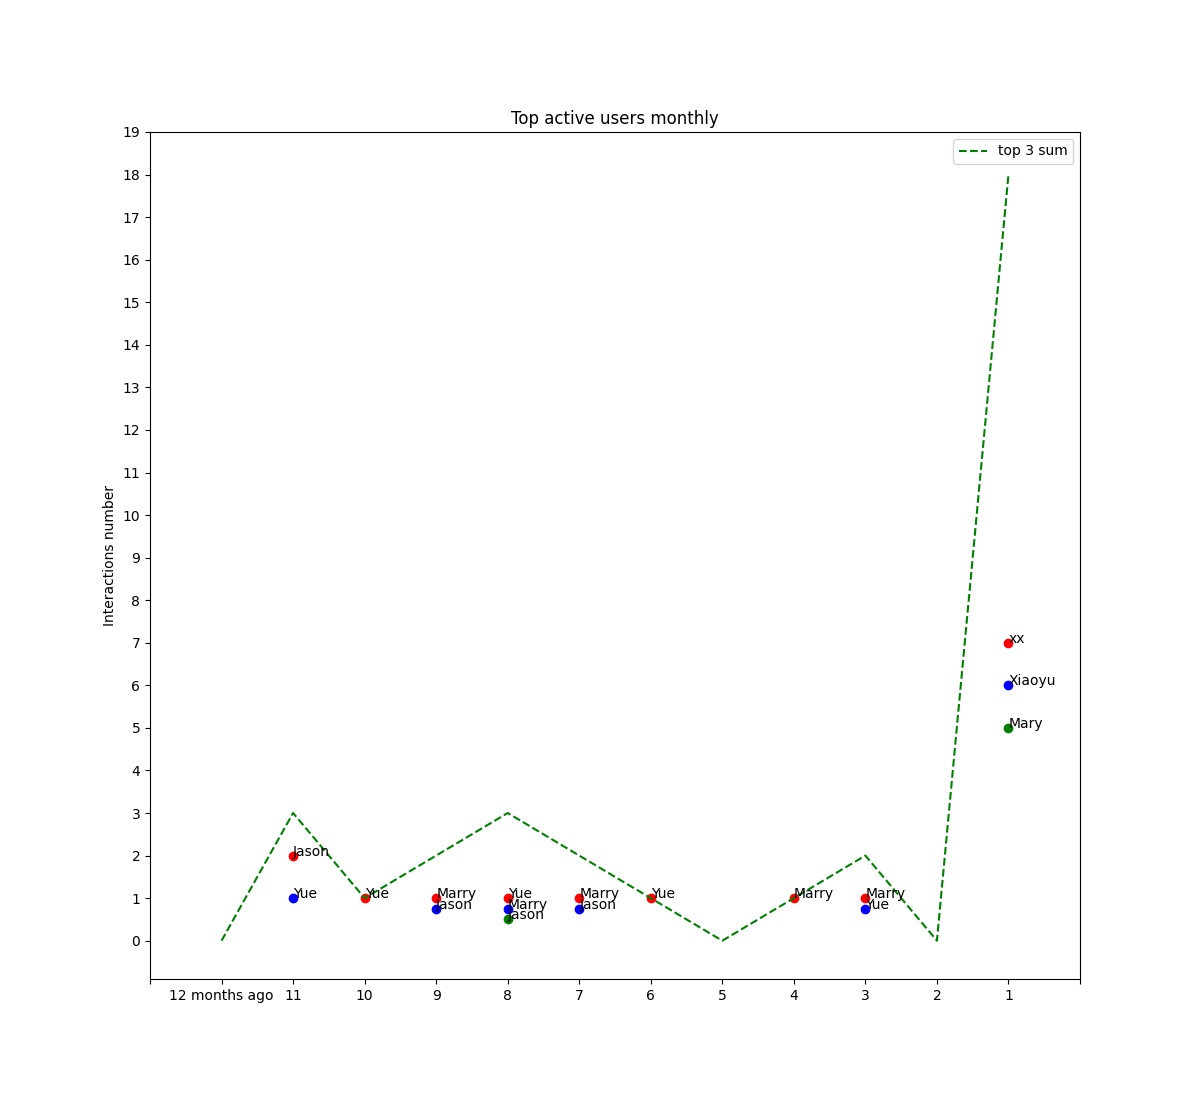 Top active users monthly
top 3 sum
19
18
17
16
15
14
13
12
11
10
9
8
7
6
5
4
3
2
1
0
Interactions number
xx
Xiaoyu
Mary
Jason
Yue
Yue
Marry
Jason
Yue
Marry
Jason
Marry
Jason
Yue
Marry
Marry
Yue
12 months ago 11 10 9 8 7 6 5 4 3 2 1